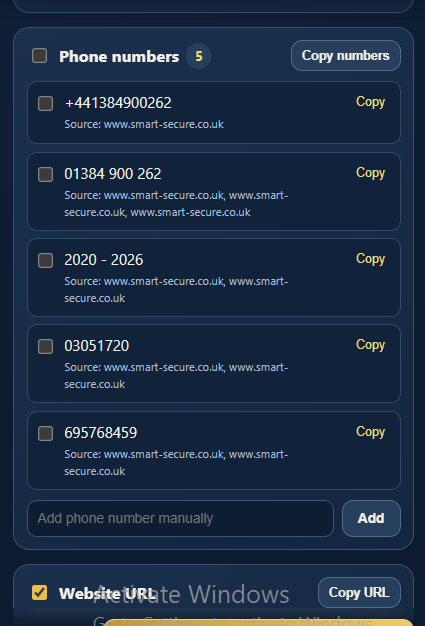 Phone numbers 5 Copy numbers
+441384900262 Copy
Source: www.smart-secure.co.uk
01384 900 262 Copy
Source: www.smart-secure.co.uk, www.smart-
secure.co.uk, www.smart-secure.co.uk
2020 - 2026 Copy
Source: www.smart-secure.co.uk, www.smart-
secure.co.uk
03051720 Copy
Source: www.smart-secure.co.uk, www.smart-
secure.co.uk
695768459 Copy
Source: www.smart-secure.co.uk, www.smart-
secure.co.uk
Add phone number manually Add
Website URL Copy URL
Activate Windows